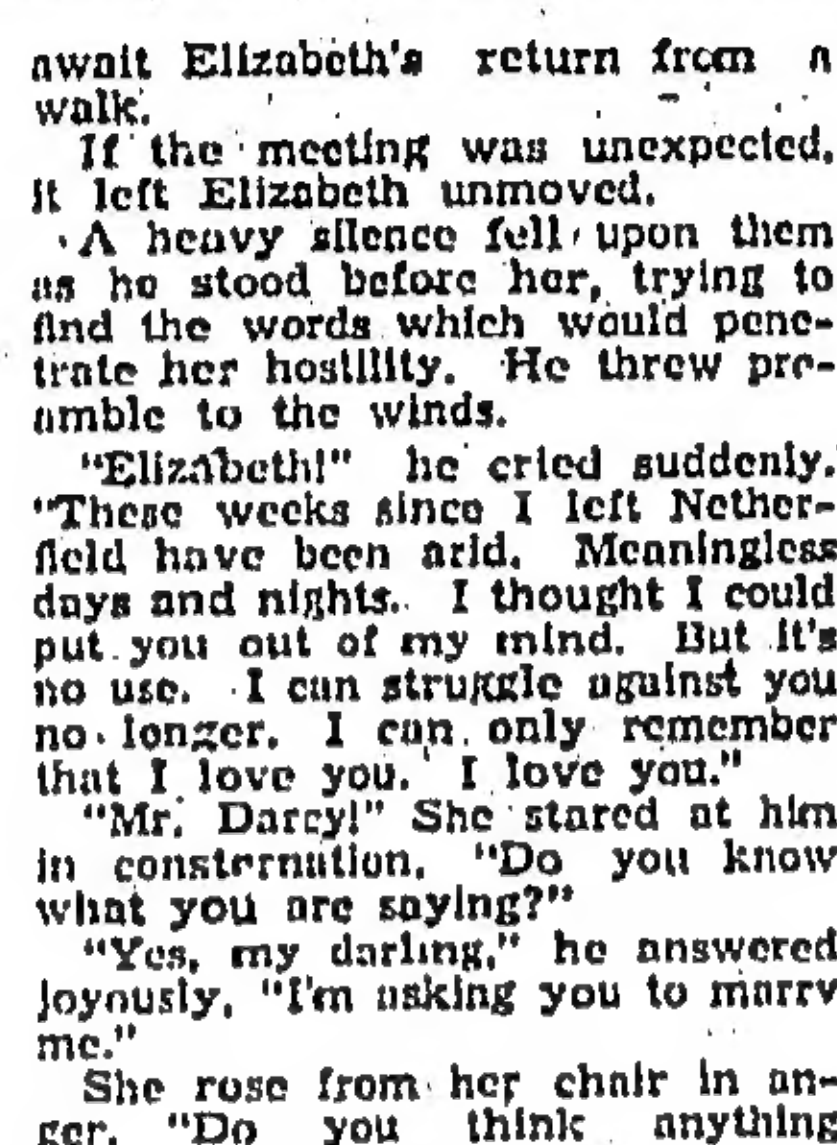 await Elizabeth's return from a
walk.
If the meeting was unexpected,
it left Elizabeth unmoved.
A heavy silence fell upon them
as he stood before her, trying to
find the words which would pene-
trate her hostility. He threw pre-
amble to the winds.
"Elizabeth!" he cried suddenly.
"These weeks since I left Nether-
field have been arid. Meaningless
days and nights. I thought I could
put you out of my mind. But it's
no use. I can struggle against you
no longer. I can only remember
that I love you. I love you."
"Mr. Darcy!" She stared at him
in consternation. "Do you know
what you are saying?"
"Yes, my darling," he answered
joyously, "I'm asking you to marry
me."
She rose from her chair in an-
ger. "Do you think anything